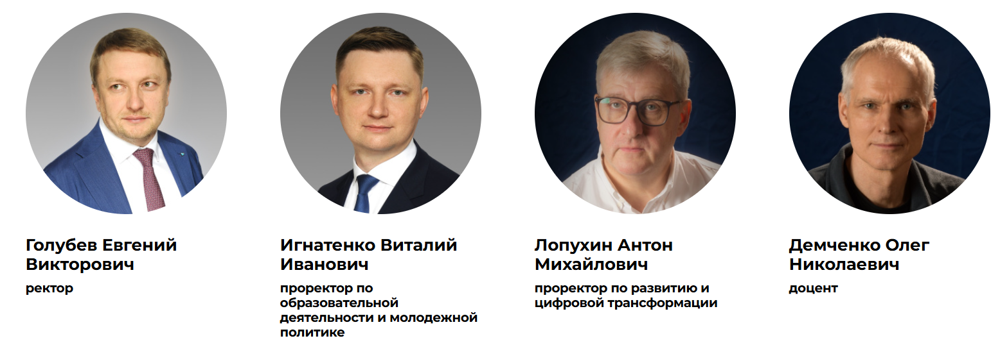 Голубев Евгений
Викторович
ректор
Игнатенко Виталий
Иванович
проректор по
образовательной
деятельности и молодежной
политике
Лопухин Антон
Михайлович
проректор по развитию и
цифровой трансформации
Демченко Олег
Николаевич
доцент